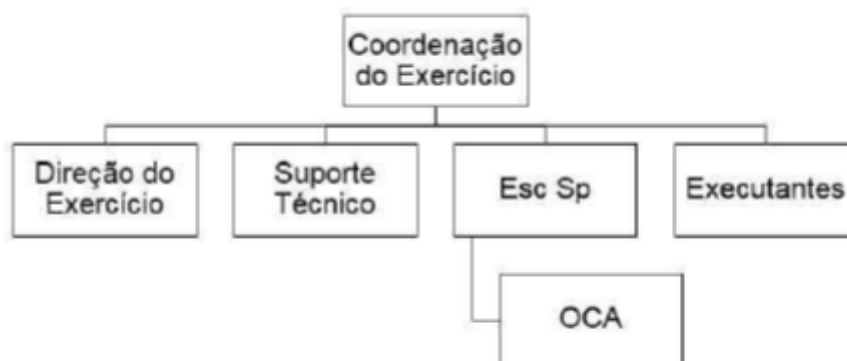 Coordenação
do Exercício
Direção do
Exercício
Suporte
Técnico
Esc Sp
Executantes
OCA